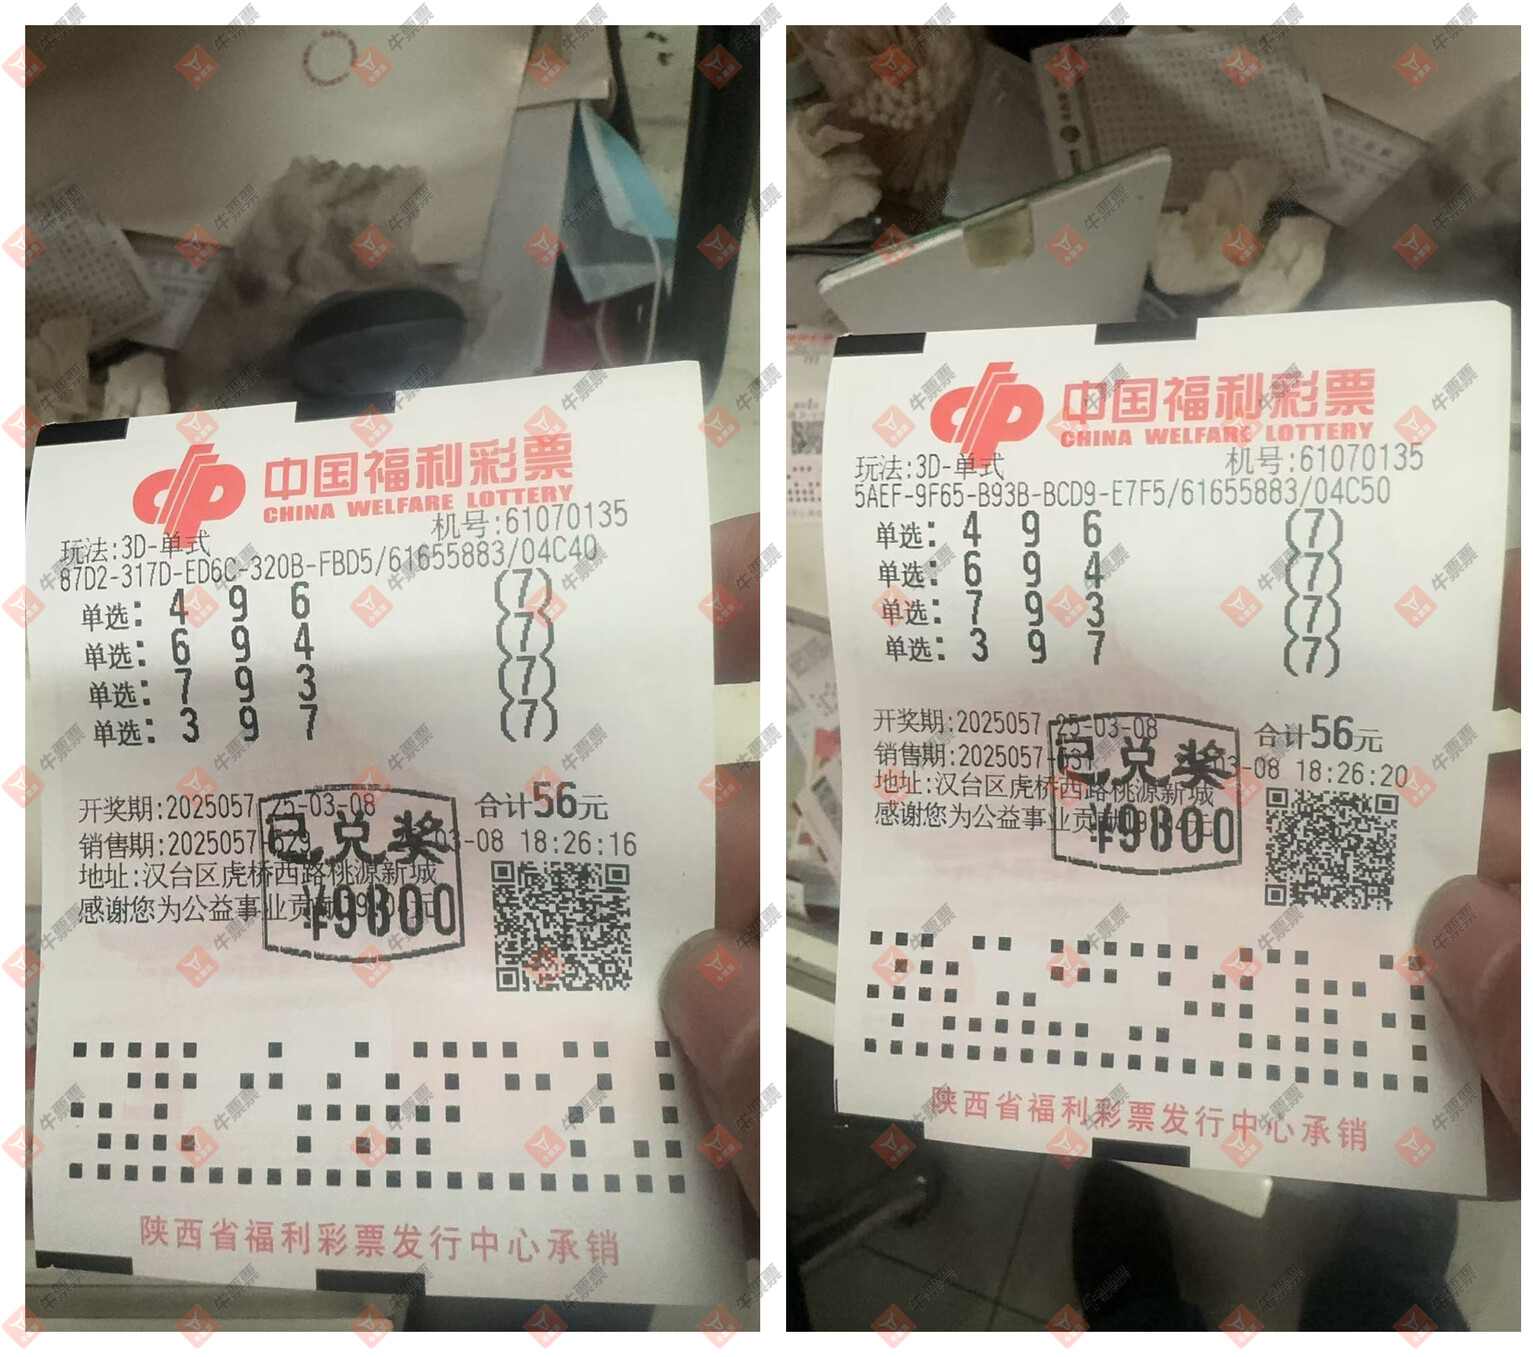 中国福利彩票
CHINA WELFARE LOTTERY
机号:61070135
玩法:3D-单式
87D2-317D-ED6C-320B-FBD5/61655883/04C40
单选: 4 9 6 (7)
单选: 6 9 4 (7)
单选: 7 9 3 (7)
单选: 3 9 7 (7)
开奖期:2025057 25-03-08 合计56元
销售期:2025057 03-08 18:26:16
地址:汉台区虎桥西路桃源新城
感谢您为公益事业贡
已兑奖
¥9800
陕西省福利彩票发行中心承销
中国福利彩票
CHINA WELFARE LOTTERY
玩法:3D-单式 机号:61070135
5AEF-9F65-B93B-BCD9-E7F5/61655883/04C50
单选: 4 9 6 (7)
单选: 6 9 4 (7)
单选: 7 9 3 (7)
单选: 3 9 7 (7)
开奖期:2025057 25-03-08 合计56元
销售期:2025057 03-08 18:26:20
地址:汉台区虎桥西路桃源新城
感谢您为公益事业贡
已兑奖
¥9800
陕西省福利彩票发行中心承销
牛票票